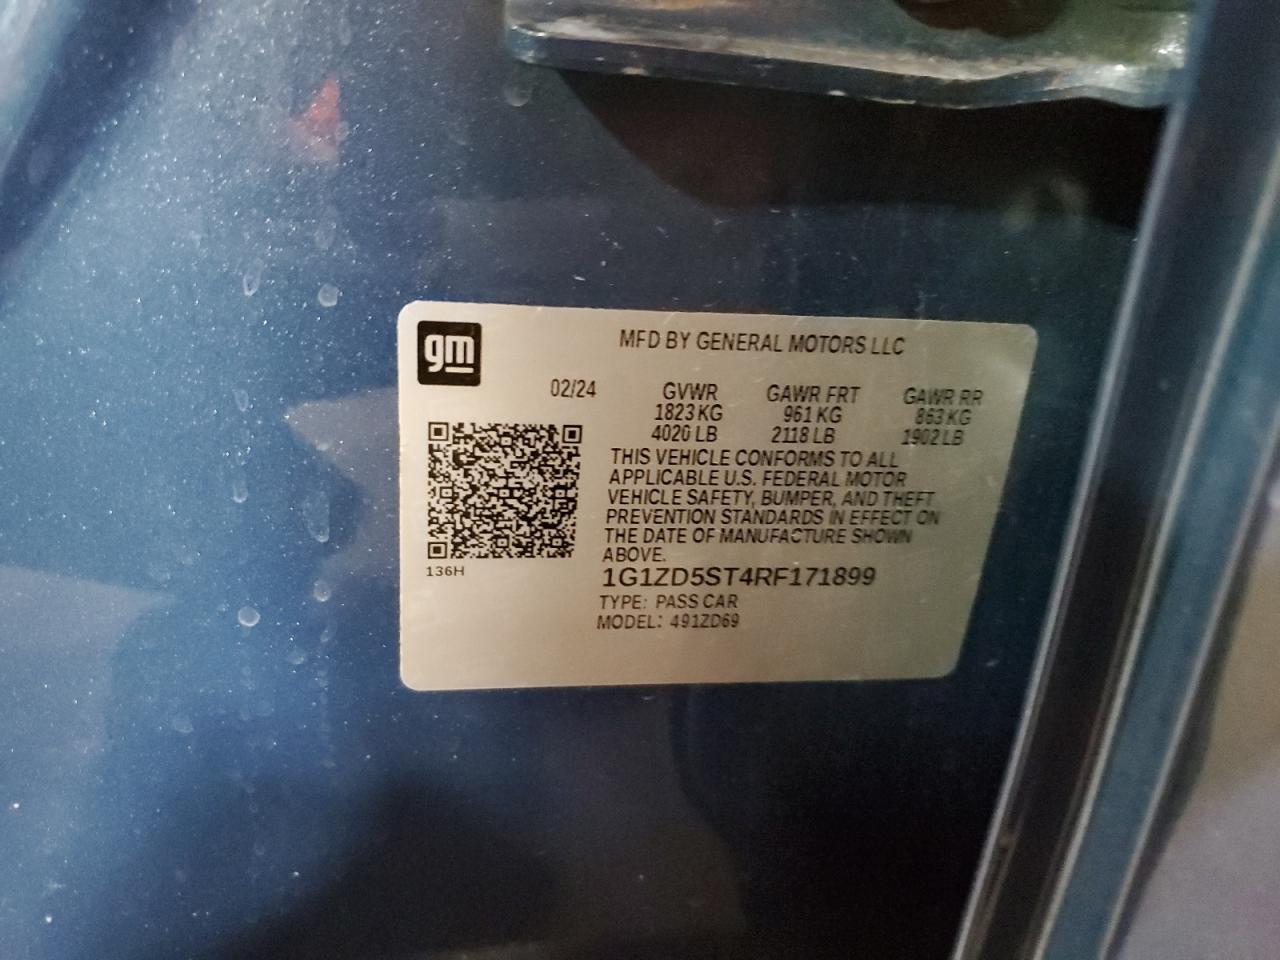 gm
MFD BY GENERAL MOTORS LLC
02/24 GVWR GAWR FRT GAWR RR
1823 KG 961 KG 863 KG
4020 LB 2118 LB 1902 LB
THIS VEHICLE CONFORMS TO ALL
APPLICABLE U.S. FEDERAL MOTOR
VEHICLE SAFETY, BUMPER, AND THEFT
PREVENTION STANDARDS IN EFFECT ON
THE DATE OF MANUFACTURE SHOWN
ABOVE.
136H
1G1ZD5ST4RF171899
TYPE: PASS CAR
MODEL: 491ZD69